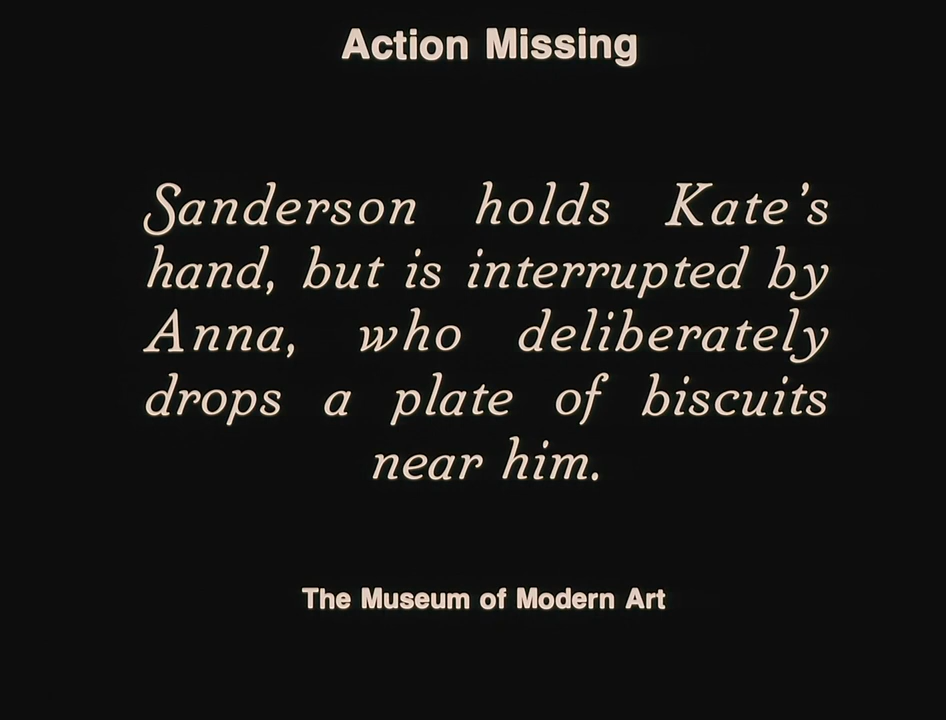 Action Missing
Sanderson holds Kate's
hand, but is interrupted by
Anna, who deliberately
drops a plate of biscuits
near him.
The Museum of Modern Art